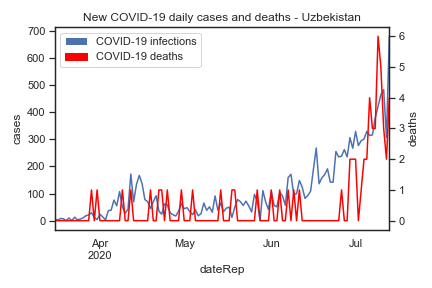 New COVID-19 daily cases and deaths - Uzbekistan
COVID-19 infections
COVID-19 deaths
700
600
500
400
300
200
100
0
cases
6
5
4
3
2
1
0
deaths
Apr
2020
May
Jun
Jul
dateRep